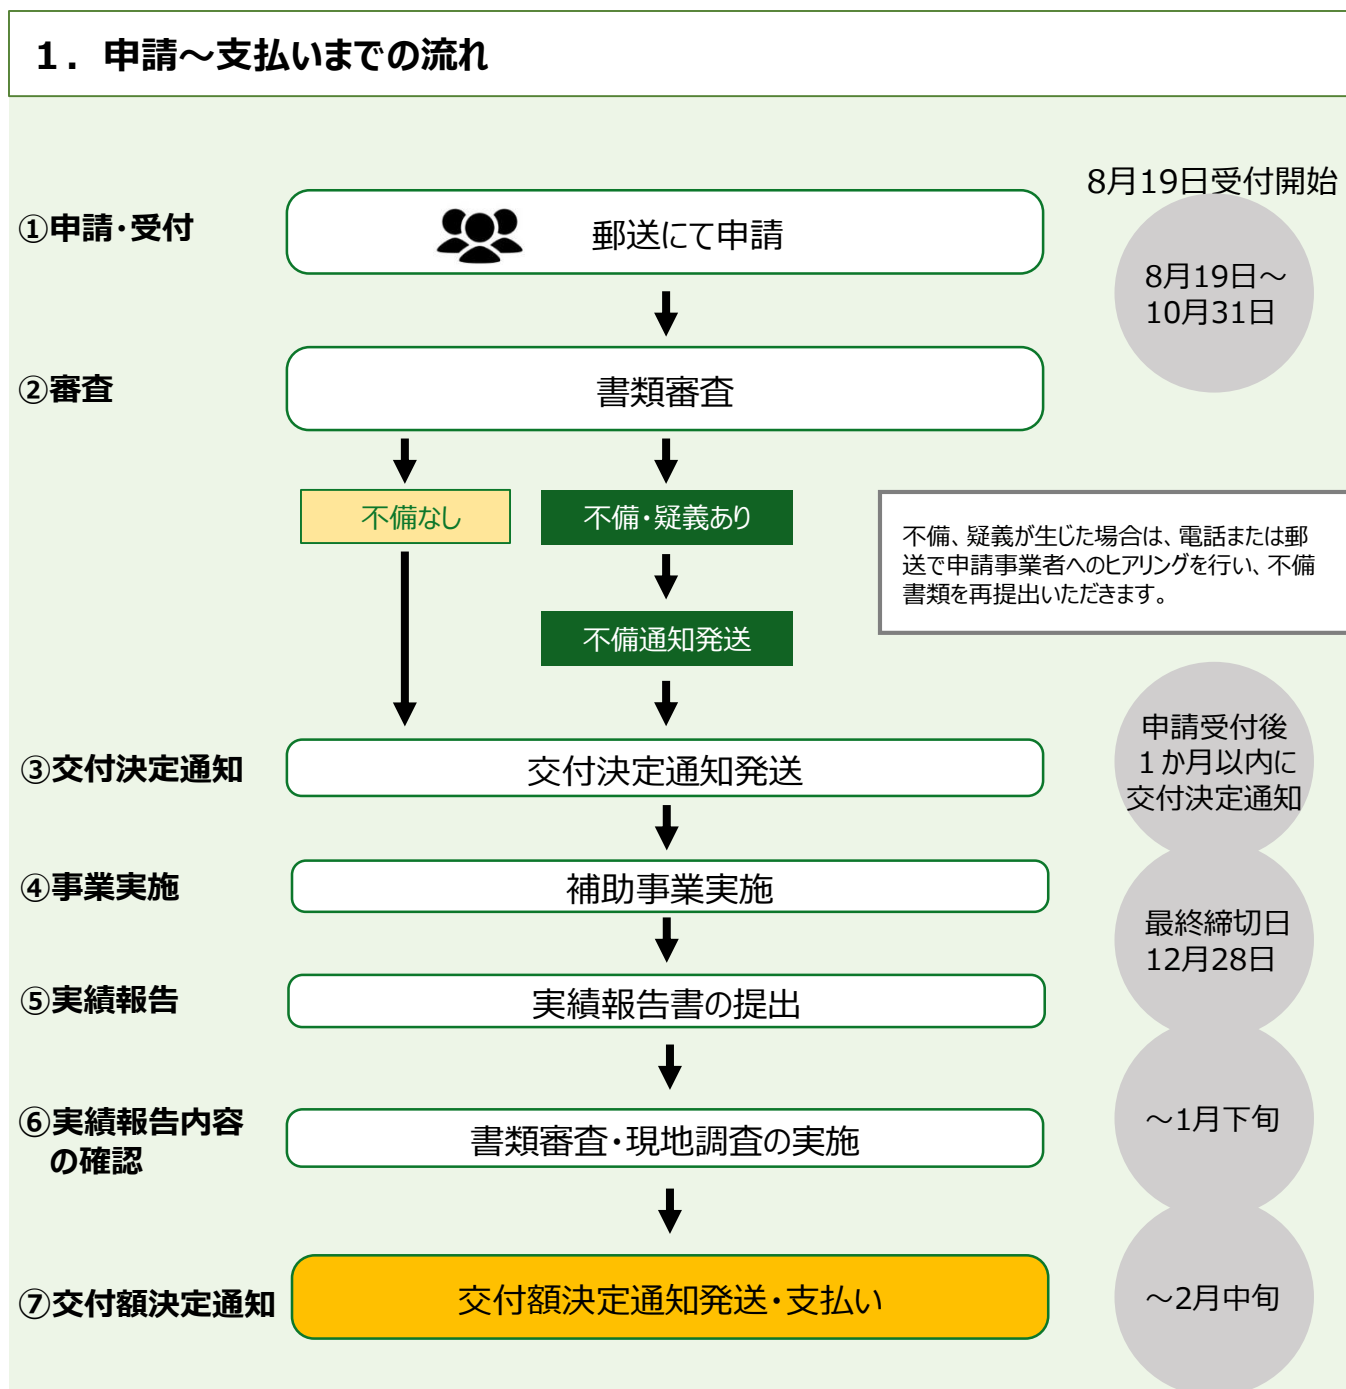 １．申請～支払いまでの流れ
8月19日受付開始
①申請・受付
郵送にて申請
8月19日～
10月31日
②審査
書類審査
不備なし
不備・疑義あり
不備、疑義が生じた場合は、電話または郵
送で申請事業者へのヒアリングを行い、不備
書類を再提出いただきます。
不備通知発送
③交付決定通知
交付決定通知発送
申請受付後
１か月以内に
交付決定通知
④事業実施
補助事業実施
最終締切日
12月28日
⑤実績報告
実績報告書の提出
⑥実績報告内容
の確認
書類審査・現地調査の実施
～1月下旬
⑦交付額決定通知
交付額決定通知発送・支払い
～2月中旬